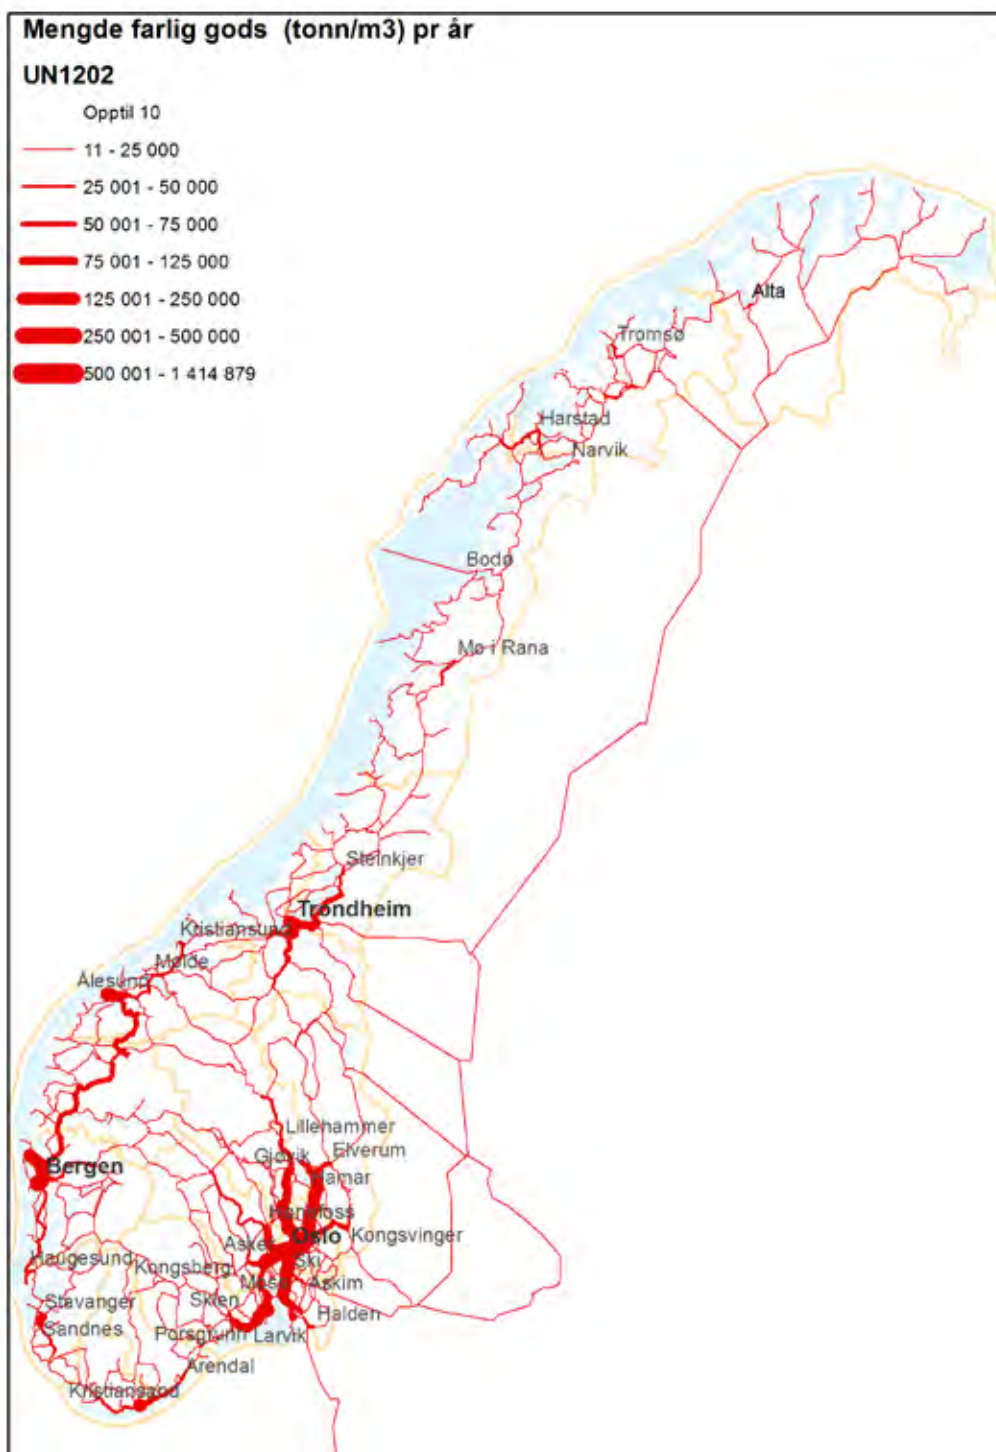 Mengde farlig gods (tonn/m3) pr år
UN1202
Opptil 10
11 - 25 000
25 001 - 50 000
50 001 - 75 000
75 001 - 125 000
125 001 - 250 000
250 001 - 500 000
500 001 - 1 414 879
Alta
Tromsø
Harstad
Narvik
Bodø
Mo i Rana
Steinkjer
Trondheim
Kristiansund
Molde
Ålesund
Lillehammer
Elverum
Gjøvik
Hamar
Bergen
Hønefoss
Oslo
Kongsvinger
Asker
Ski
Haugesund
Kongsberg
Moss
Askim
Stavanger
Skien
Halden
Sandnes
Porsgrunn
Larvik
Arendal
Kristiansand